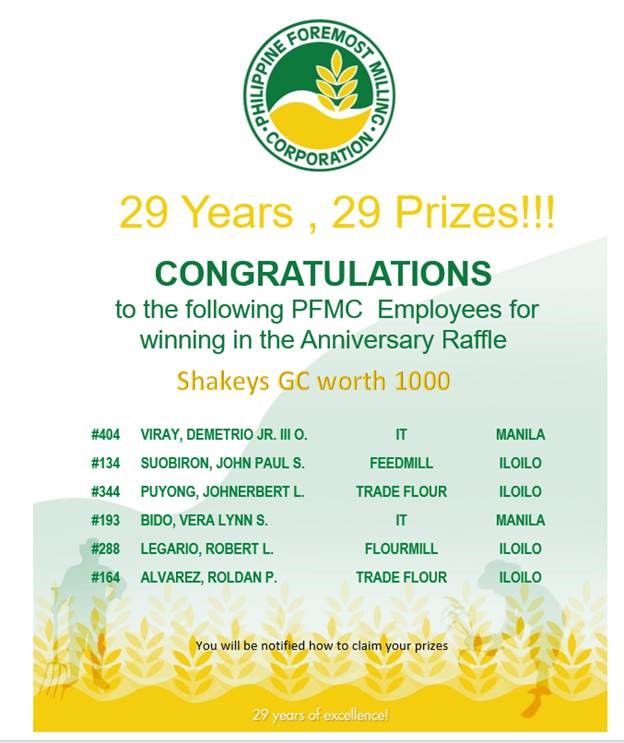 PHILIPPINE FOREMOST MILLING
• CORPORATION •
29 Years , 29 Prizes!!!
CONGRATULATIONS
to the following PFMC Employees for
winning in the Anniversary Raffle
Shakeys GC worth 1000
#404 VIRAY, DEMETRIO JR. III O. IT MANILA
#134 SUOBIRON, JOHN PAUL S. FEEDMILL ILOILO
#344 PUYONG, JOHNERBERT L. TRADE FLOUR ILOILO
#193 BIDO, VERA LYNN S. IT MANILA
#288 LEGARIO, ROBERT L. FLOURMILL ILOILO
#164 ALVAREZ, ROLDAN P. TRADE FLOUR ILOILO
You will be notified how to claim your prizes
29 years of excellence!